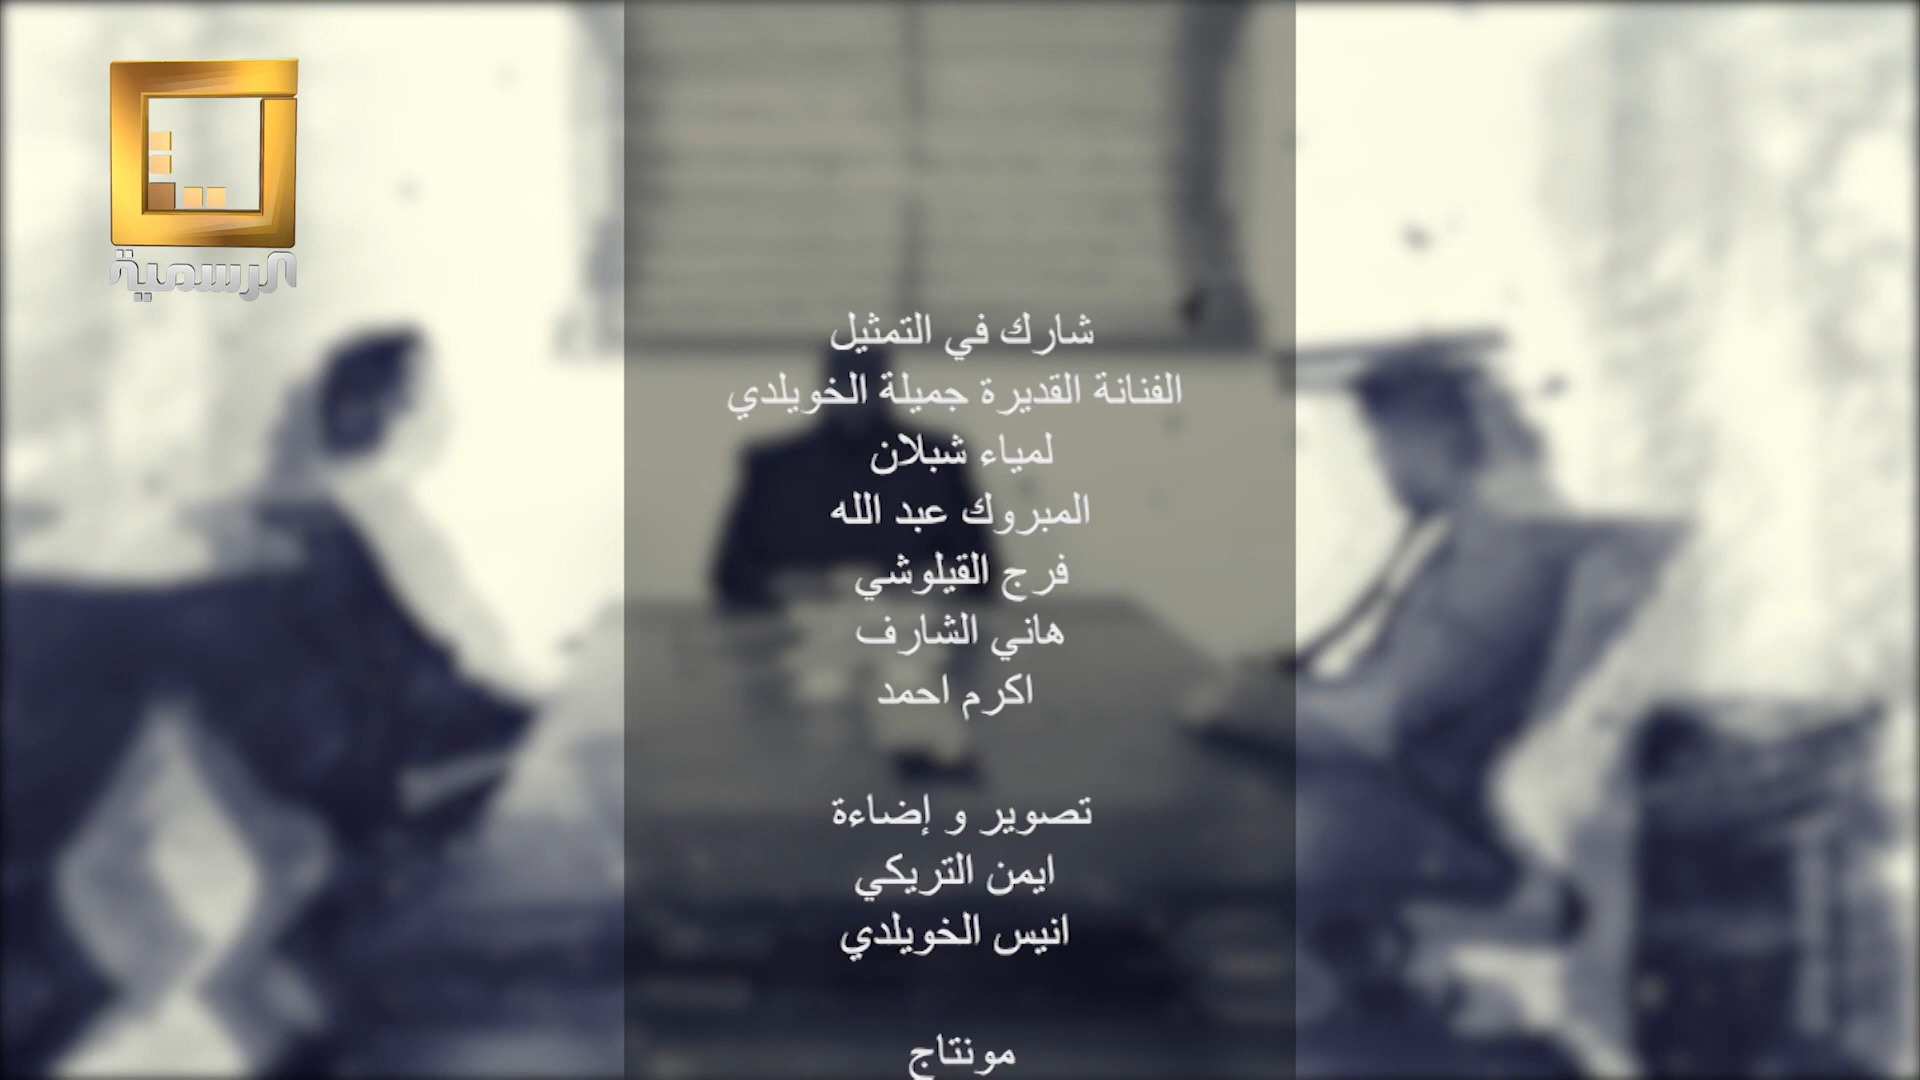 الرسمية
شارك في التمثيل
الفنانة القديرة جميلة الخويلدي
لمياء شبلان
المبروك عبد الله
فرج القيلوشي
هاني الشارف
اكرم احمد
تصوير و إضاءة
ايمن التريكي
انيس الخويلدي
مونتاج